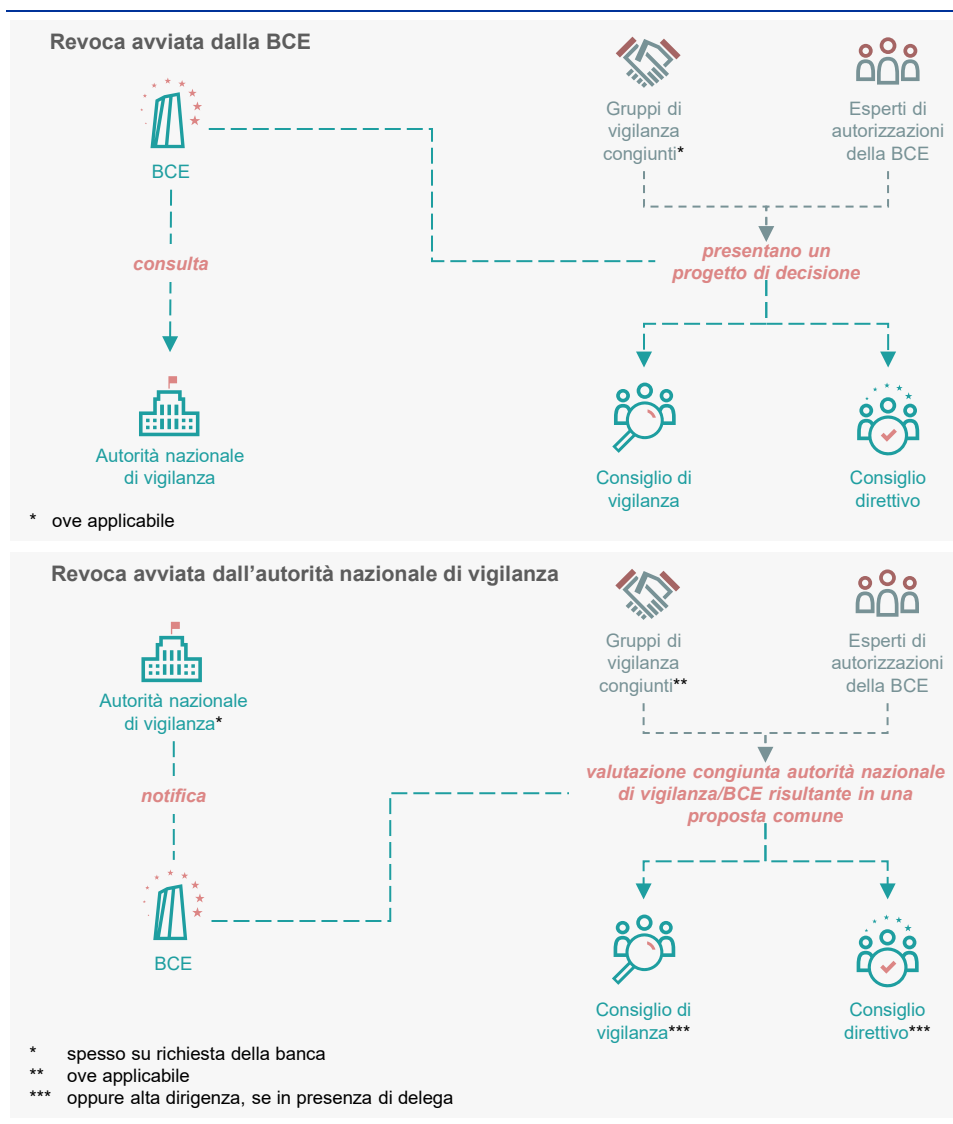 Revoca avviata dalla BCE
BCE
consulta
Autorità nazionale
di vigilanza
Gruppi di
vigilanza
congiunti*
Esperti di
autorizzazioni
della BCE
presentano un
progetto di decisione
Consiglio di
vigilanza
Consiglio
direttivo
* ove applicabile
Revoca avviata dall’autorità nazionale di vigilanza
Autorità nazionale
di vigilanza*
notifica
BCE
Gruppi di
vigilanza
congiunti**
Esperti di
autorizzazioni
della BCE
valutazione congiunta autorità nazionale
di vigilanza/BCE risultante in una
proposta comune
Consiglio di
vigilanza***
Consiglio
direttivo***
* spesso su richiesta della banca
** ove applicabile
*** oppure alta dirigenza, se in presenza di delega